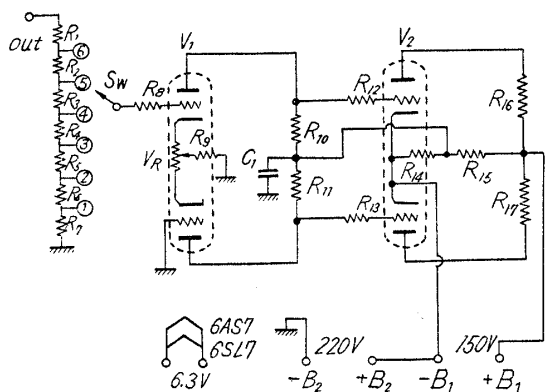 out
R₁
⑥
R₂
⑤
R₃
④
R₄
③
R₅
②
R₆
①
R₇
Sw
R₈
V₁
R₉
V_R
R₁₀
C₁
R₁₁
R₁₂
V₂
R₁₄
R₁₅
R₁₃
R₁₆
R₁₇
6AS7
6SL7
6.3V
220V
150V
-B₂
+B₂
-B₁
+B₁